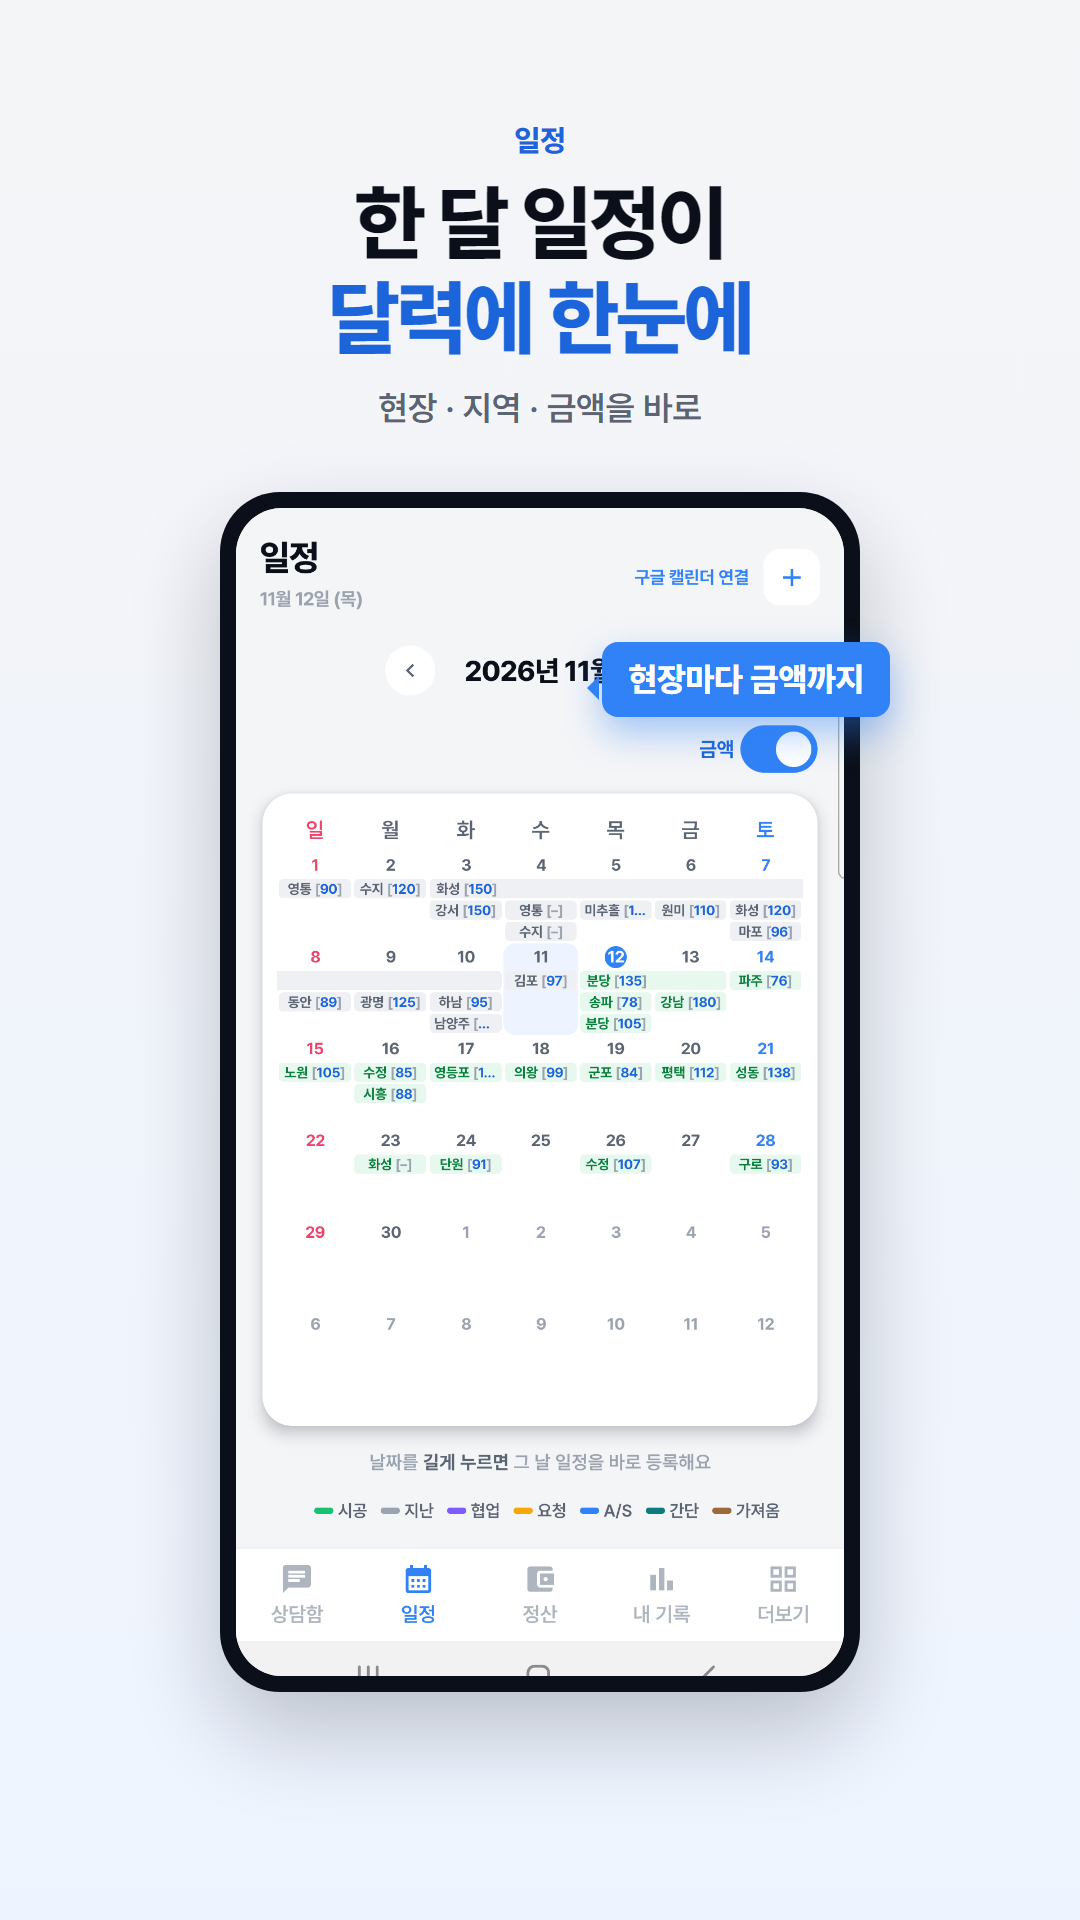 일정
한 달 일정이
달력에 한눈에
현장 · 지역 · 금액을 바로
일정
11월 12일 (목)
구글 캘린더 연결
2026년 11월
현장마다 금액까지
금액
일 월 화 수 목 금 토
1 2 3 4 5 6 7
영통 [90] 수지 [120] 화성 [150]
강서 [150] 영통 [–] 미추홀 [1... 원미 [110] 화성 [120]
수지 [–] 마포 [96]
8 9 10 11 12 13 14
김포 [97] 분당 [135] 파주 [76]
동안 [89] 광명 [125] 하남 [95] 송파 [78] 강남 [180]
남양주 [... 분당 [105]
15 16 17 18 19 20 21
노원 [105] 수정 [85] 영등포 [1... 의왕 [99] 군포 [84] 평택 [112] 성동 [138]
시흥 [88]
22 23 24 25 26 27 28
화성 [–] 단원 [91] 수정 [107] 구로 [93]
29 30 1 2 3 4 5
6 7 8 9 10 11 12
날짜를 길게 누르면 그 날 일정을 바로 등록해요
시공 지난 협업 요청 A/S 간단 가져옴
상담함 일정 정산 내 기록 더보기